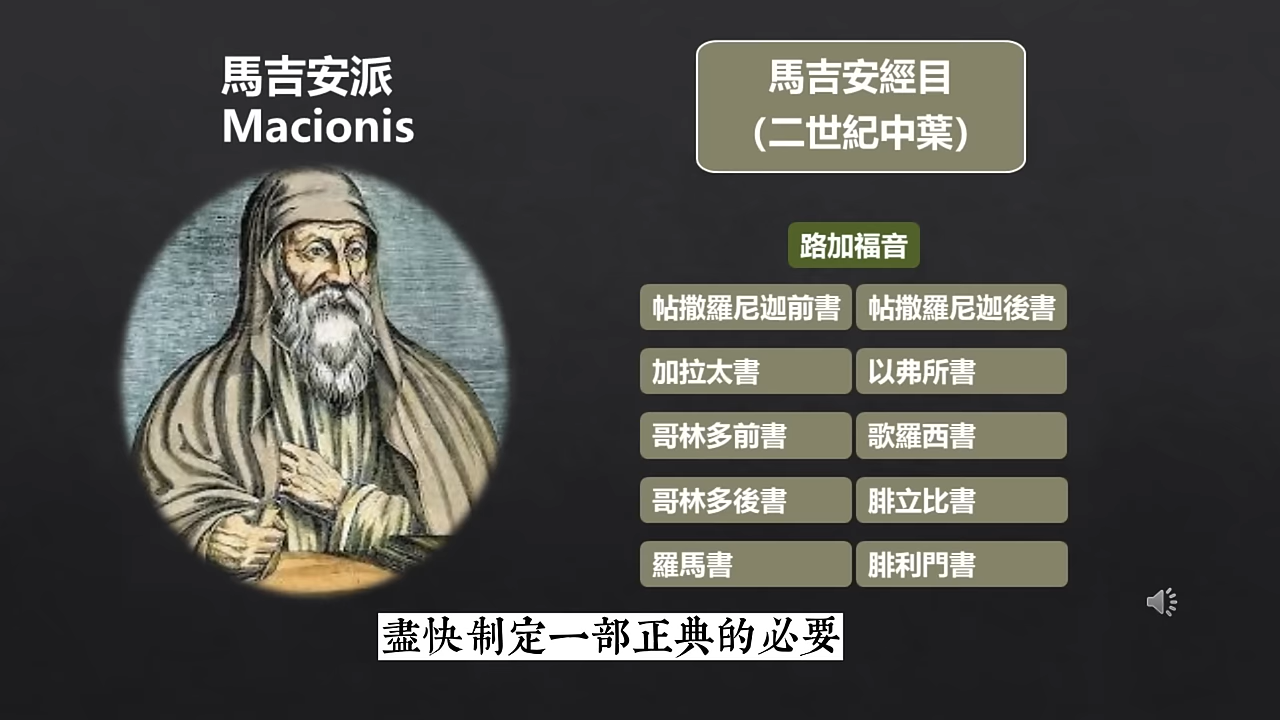 馬吉安派
Macionis
馬吉安經目
(二世紀中葉)
路加福音
帖撒羅尼迦前書
帖撒羅尼迦後書
加拉太書
以弗所書
哥林多前書
歌羅西書
哥林多後書
腓立比書
羅馬書
腓利門書
盡快制定一部正典的必要